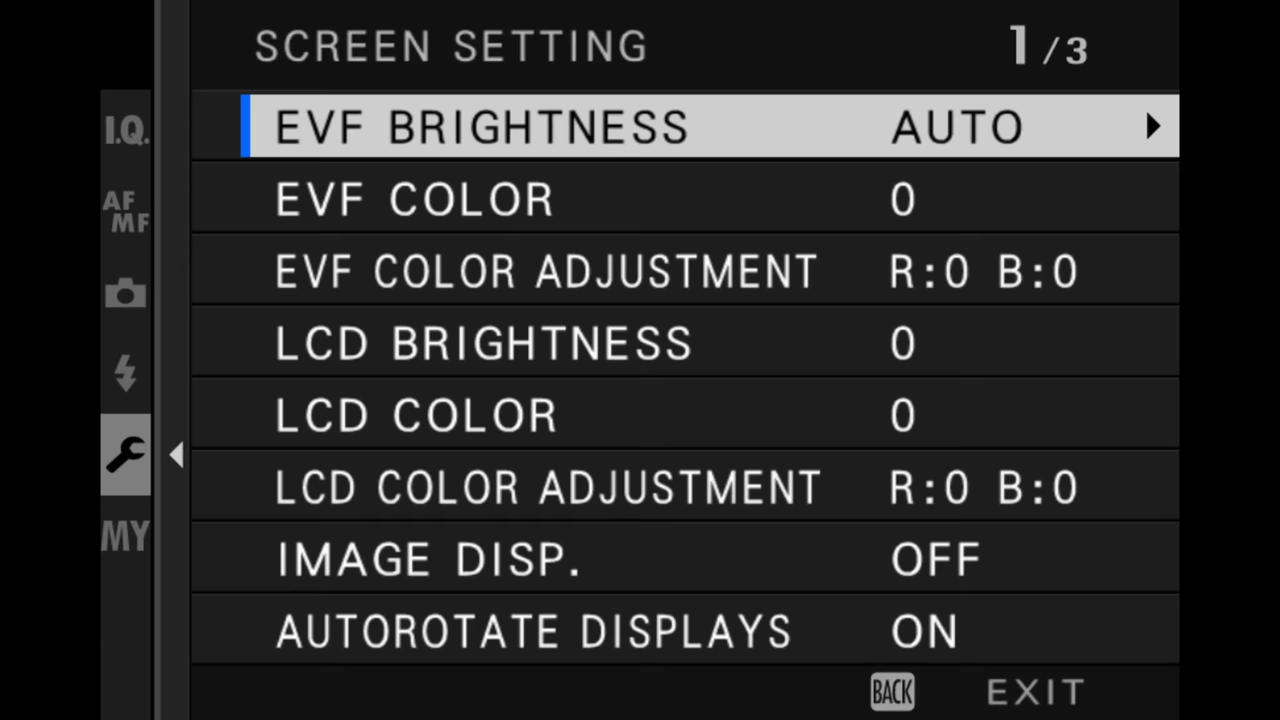 SCREEN SETTING 1/3
I.Q.
EVF BRIGHTNESS AUTO
AF
MF
EVF COLOR 0
EVF COLOR ADJUSTMENT R:0 B:0
LCD BRIGHTNESS 0
LCD COLOR 0
LCD COLOR ADJUSTMENT R:0 B:0
MY
IMAGE DISP. OFF
AUTOROTATE DISPLAYS ON
BACK EXIT